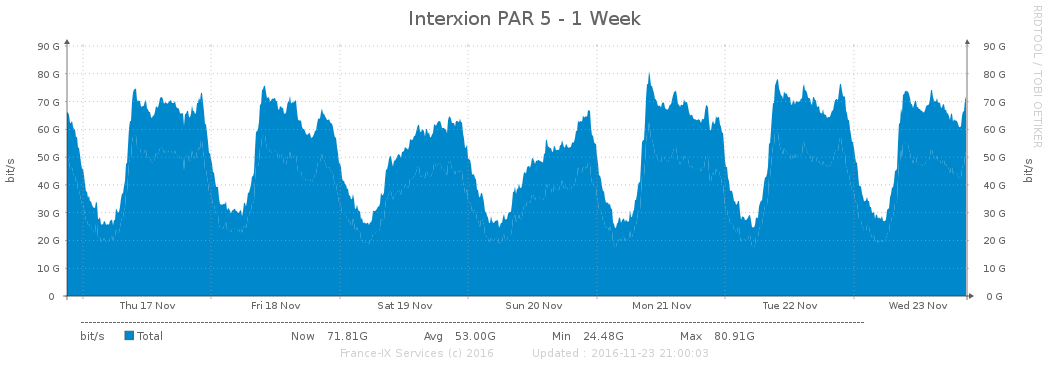 Interxion PAR 5 - 1 Week
RRDTOOL / TOBI OETIKER
90 G 90 G
80 G 80 G
70 G 70 G
60 G 60 G
50 G 50 G
40 G 40 G
30 G 30 G
20 G 20 G
10 G 10 G
0 0 G
bit/s
bit/s
Thu 17 Nov Fri 18 Nov Sat 19 Nov Sun 20 Nov Mon 21 Nov Tue 22 Nov Wed 23 Nov
bit/s Total Now 71.81G Avg 53.00G Min 24.48G Max 80.91G
France-IX Services (c) 2016 Updated : 2016-11-23 21:00:03